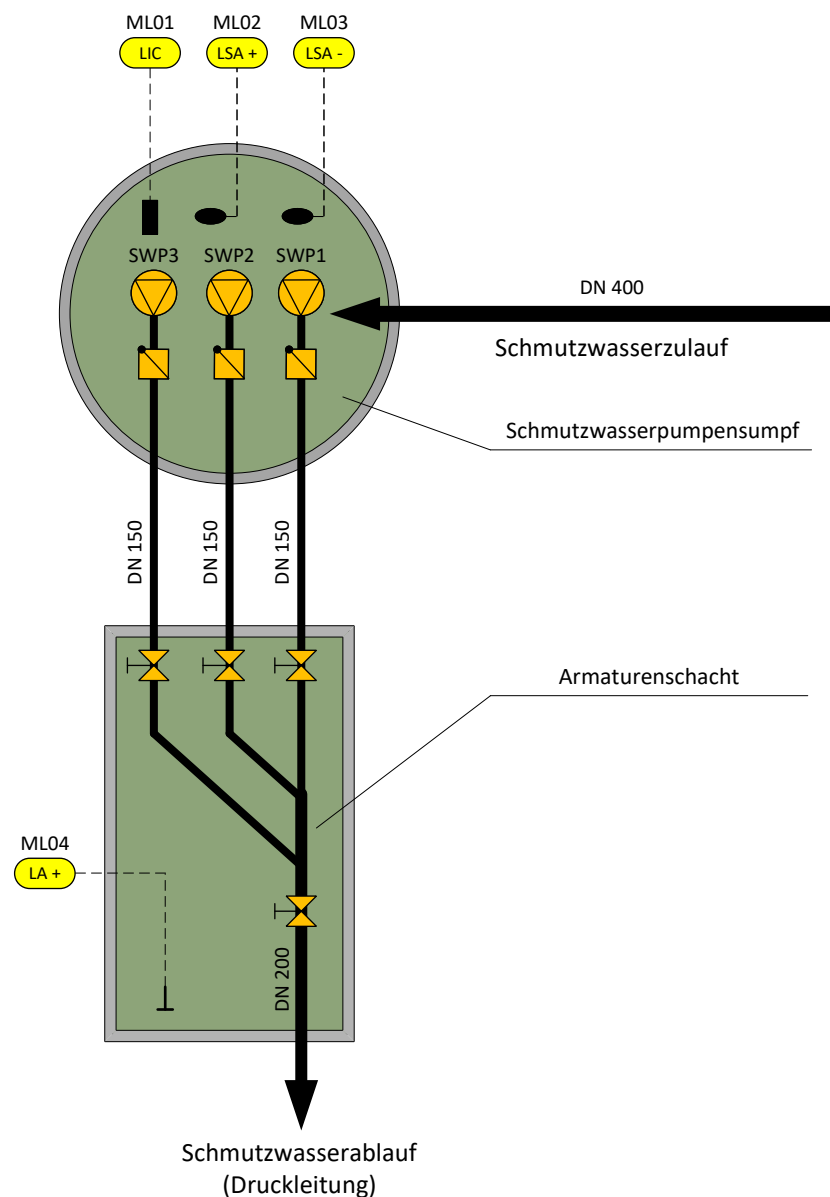 ML01
ML02
ML03
LIC
LSA +
LSA -
SWP3
SWP2
SWP1
DN 400
Schmutzwasserzulauf
Schmutzwasserpumpensumpf
DN 150
DN 150
DN 150
Armaturenschacht
ML04
LA +
DN 200
Schmutzwasserablauf
(Druckleitung)